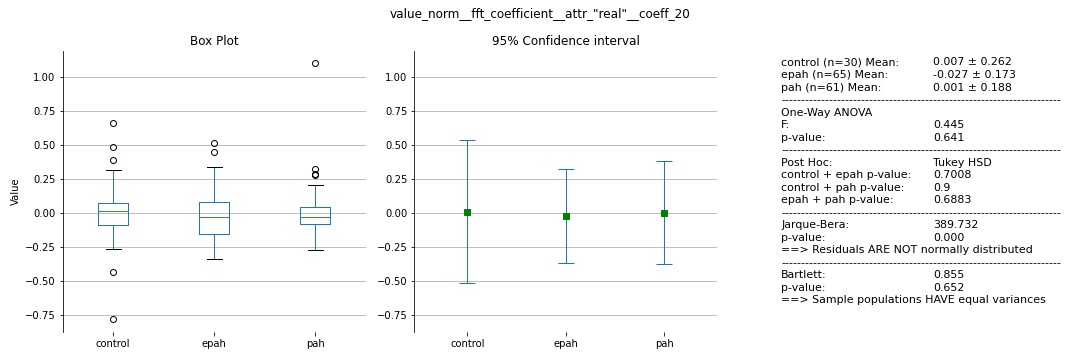 value_norm__fft_coefficient__attr_"real"__coeff_20
Box Plot
Value
1.00
0.75
0.50
0.25
0.00
−0.25
−0.50
−0.75
control epah pah
95% Confidence interval
1.00
0.75
0.50
0.25
0.00
−0.25
−0.50
−0.75
control epah pah
control (n=30) Mean: 0.007 ± 0.262
epah (n=65) Mean: -0.027 ± 0.173
pah (n=61) Mean: 0.001 ± 0.188
One-Way ANOVA
F: 0.445
p-value: 0.641
Post Hoc: Tukey HSD
control + epah p-value: 0.7008
control + pah p-value: 0.9
epah + pah p-value: 0.6883
Jarque-Bera: 389.732
p-value: 0.000
==> Residuals ARE NOT normally distributed
Bartlett: 0.855
p-value: 0.652
==> Sample populations HAVE equal variances